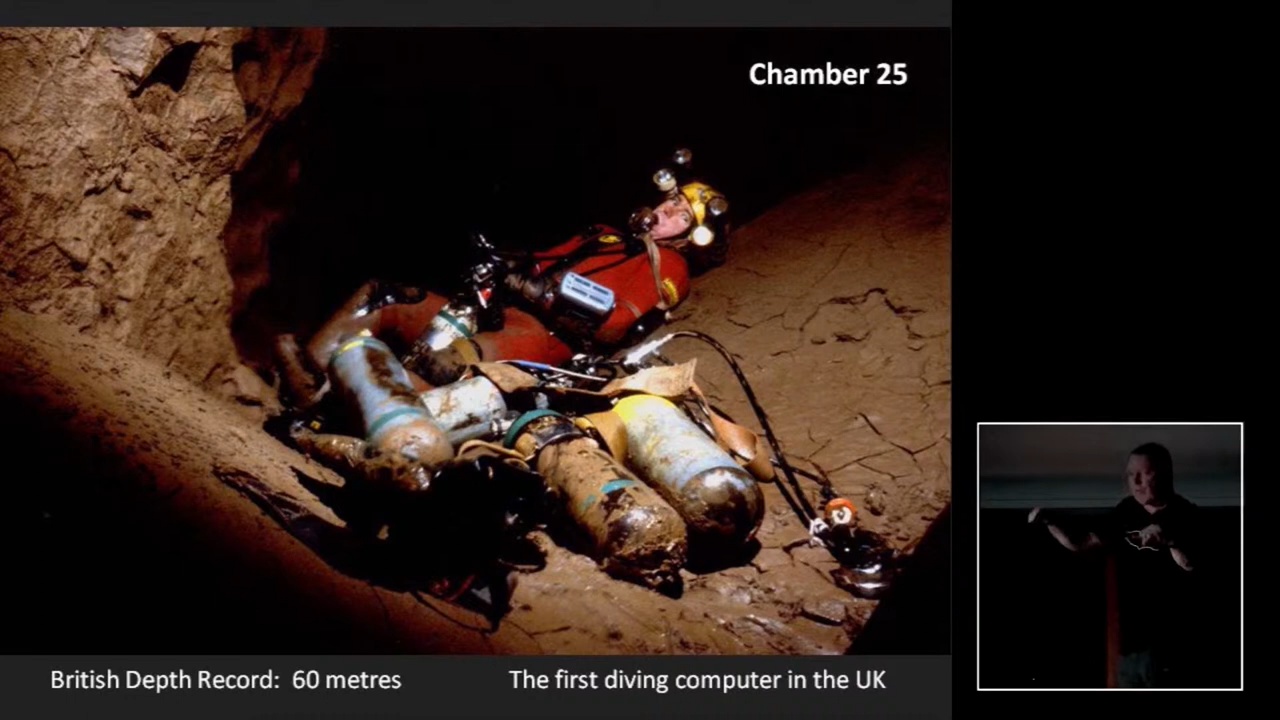 Chamber 25
British Depth Record: 60 metres
The first diving computer in the UK